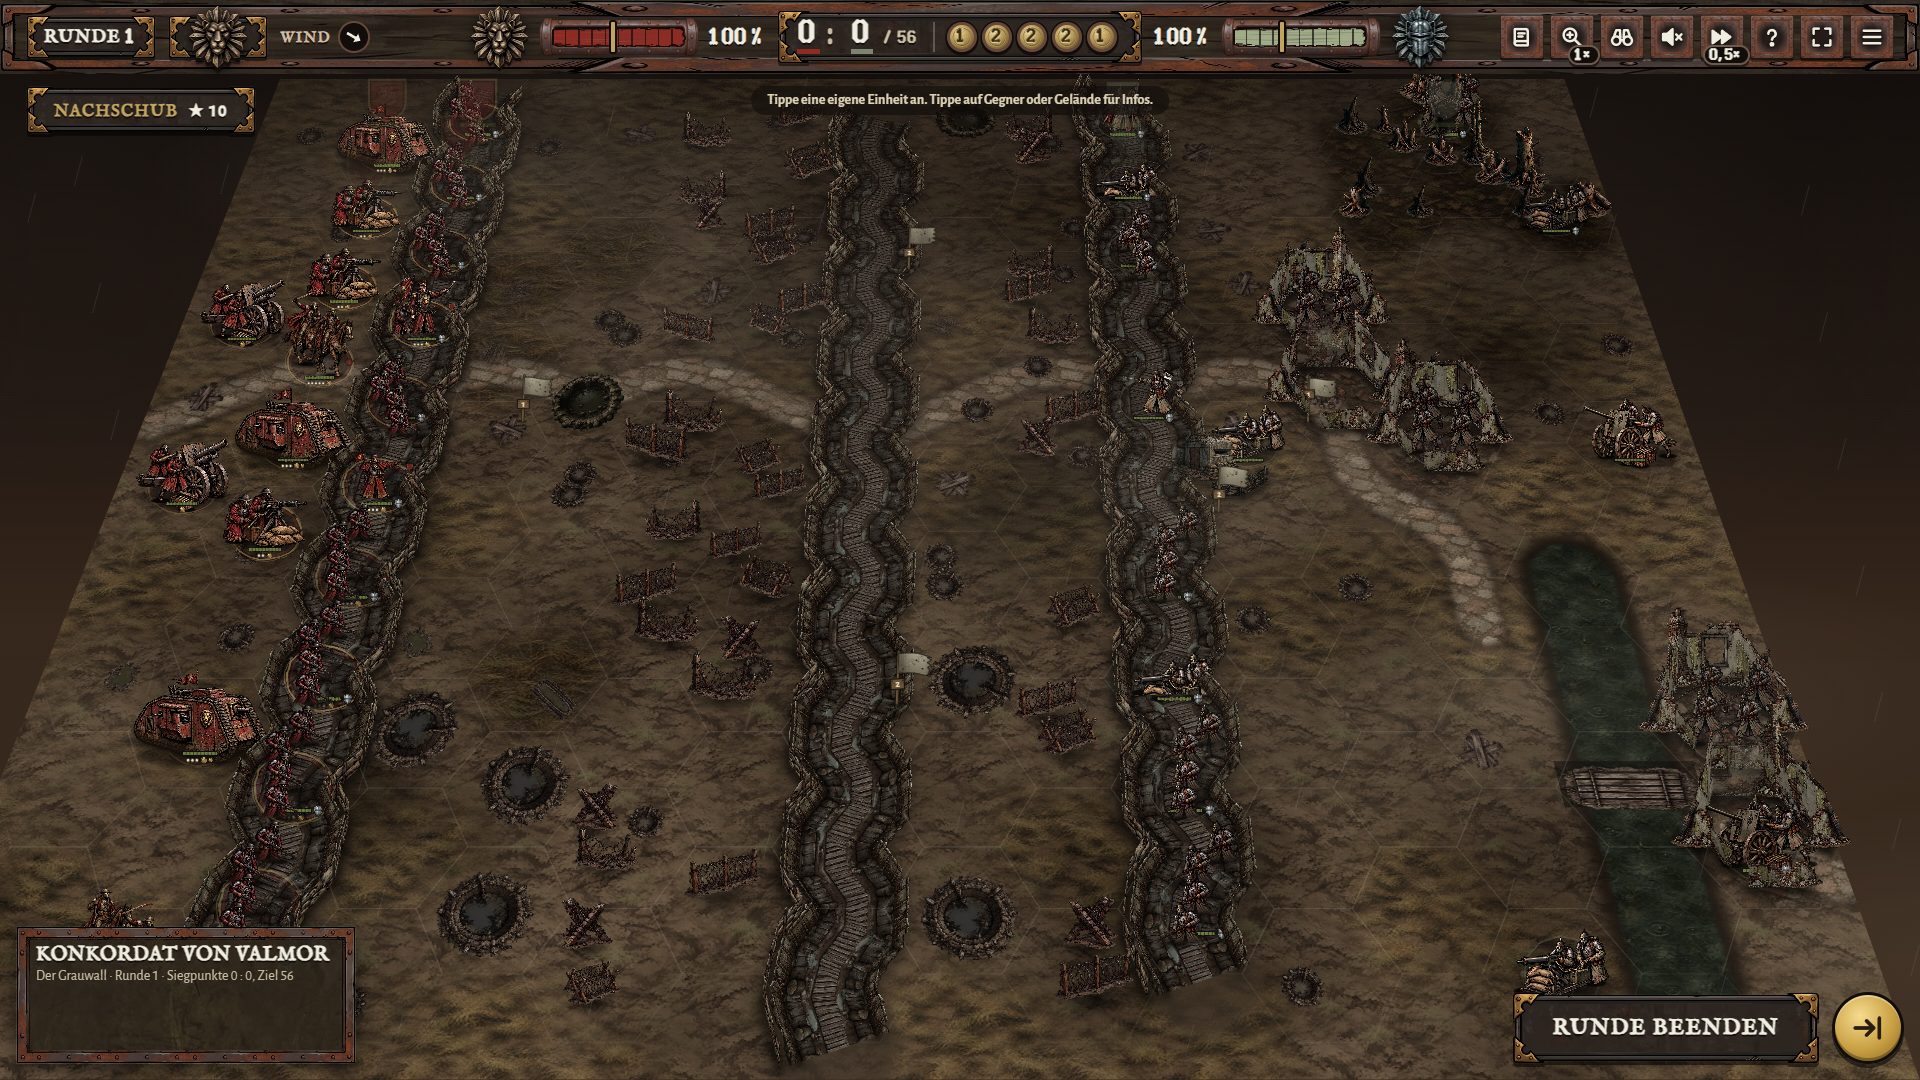 RUNDE 1
WIND
100 %
0 : 0 / 56
1 2 2 2 1
100 %
1×
0,5×
?
NACHSCHUB ★ 10
Tippe eine eigene Einheit an. Tippe auf Gegner oder Gelände für Infos.
1
2
KONKORDAT VON VALMOR
Der Grauwall · Runde 1 · Siegpunkte 0 : 0, Ziel 56
RUNDE BEENDEN